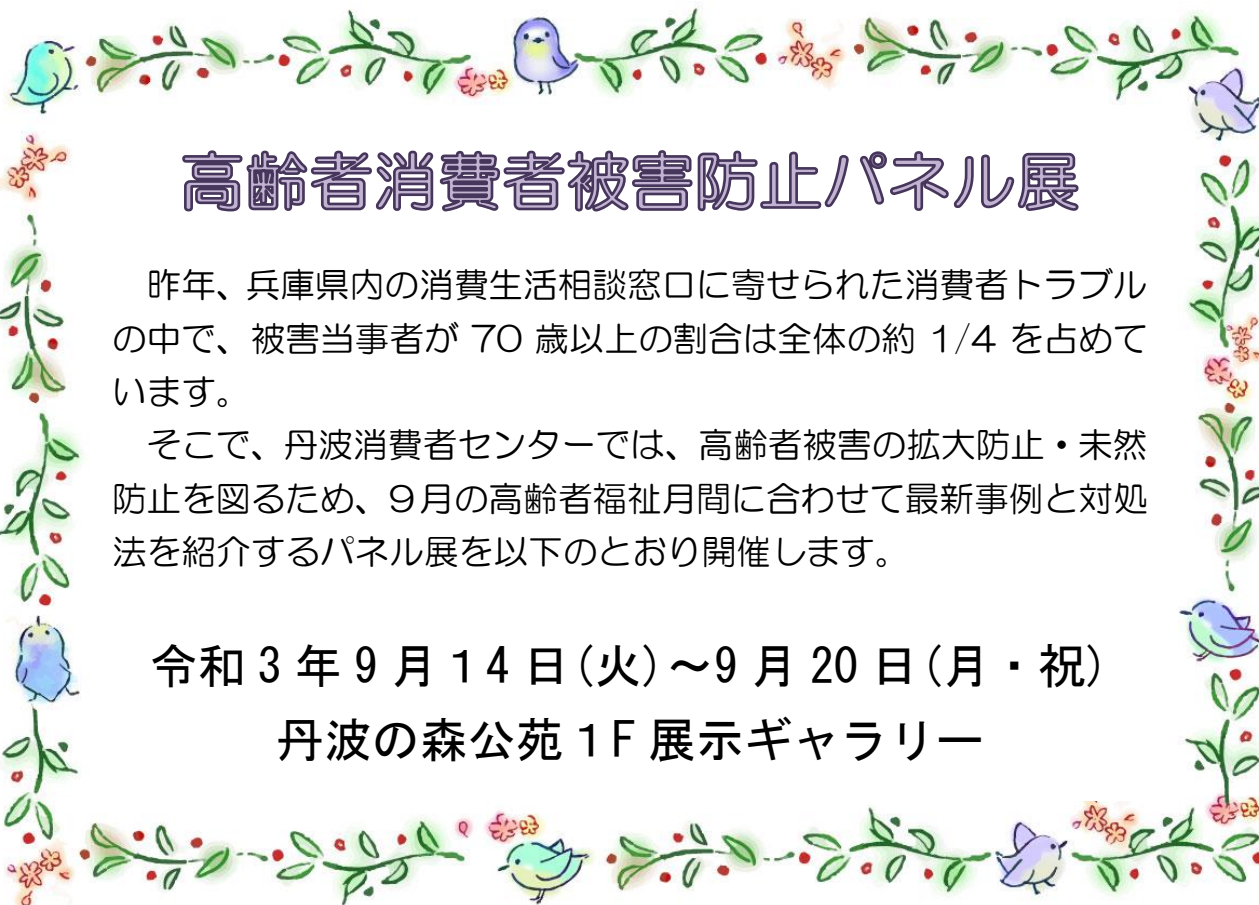 高齢者消費者被害防止パネル展
昨年、兵庫県内の消費生活相談窓口に寄せられた消費者トラブル
の中で、被害当事者が 70 歳以上の割合は全体の約 1/4 を占めて
います。
そこで、丹波消費者センターでは、高齢者被害の拡大防止・未然
防止を図るため、９月の高齢者福祉月間に合わせて最新事例と対処
法を紹介するパネル展を以下のとおり開催します。
令和 3 年 9 月１４日(火)～9 月 20 日(月・祝)
丹波の森公苑１F 展示ギャラリー